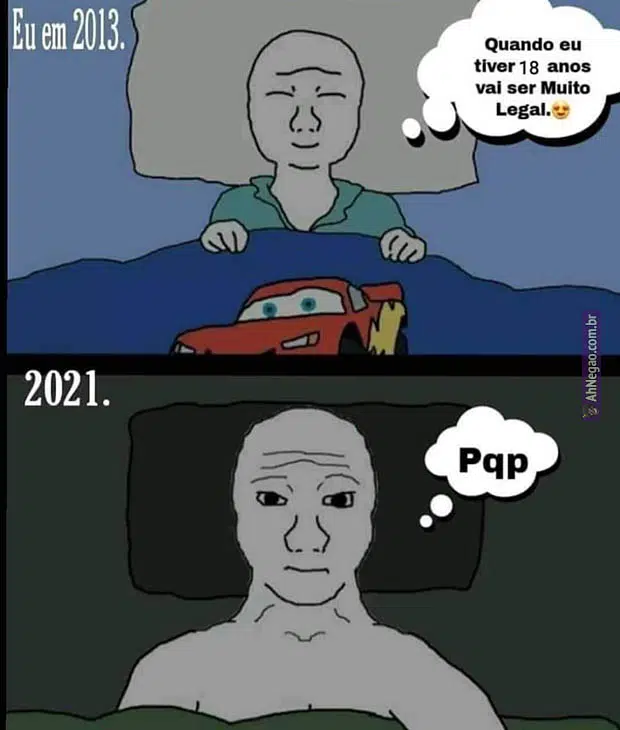 Eu em 2013.
Quando eu
tiver 18 anos
vai ser Muito
Legal.😍
AhNegao.com.br
2021.
Pqp